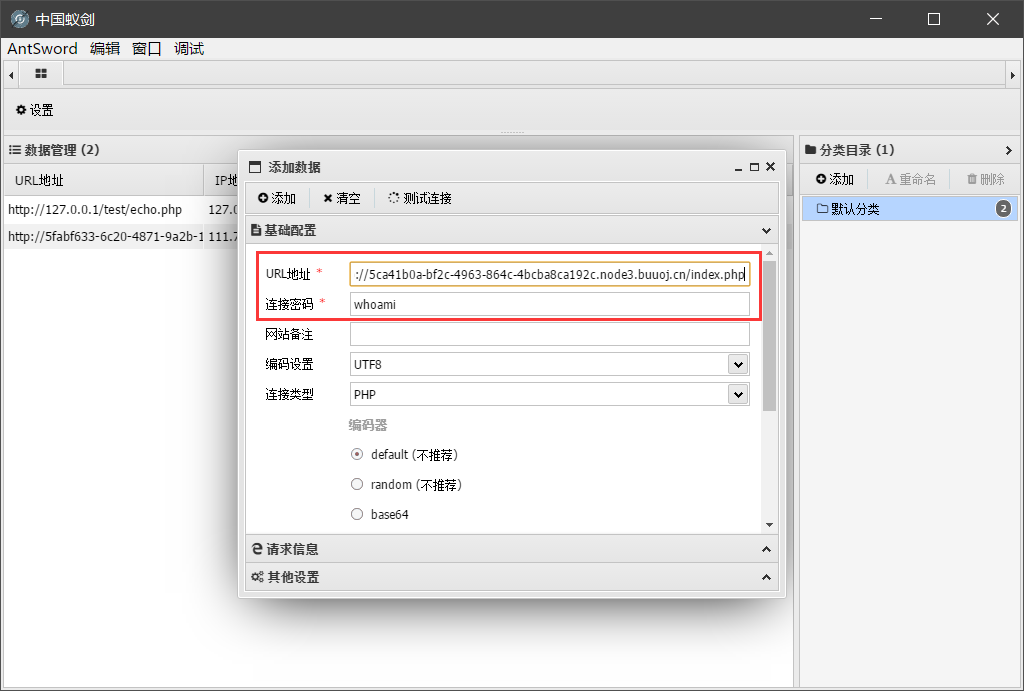 中国蚁剑
AntSword 编辑 窗口 调试
设置
数据管理 (2)
URL地址 IP地
http://127.0.0.1/test/echo.php 127.0
http://5fabf633-6c20-4871-9a2b-1 111.7
添加数据
添加 清空 测试连接
基础配置
URL地址 * ://5ca41b0a-bf2c-4963-864c-4bcba8ca192c.node3.buuoj.cn/index.php
连接密码 * whoami
网站备注
编码设置 UTF8
连接类型 PHP
编码器
default (不推荐)
random (不推荐)
base64
请求信息
其他设置
分类目录 (1)
添加 重命名 删除
默认分类 2